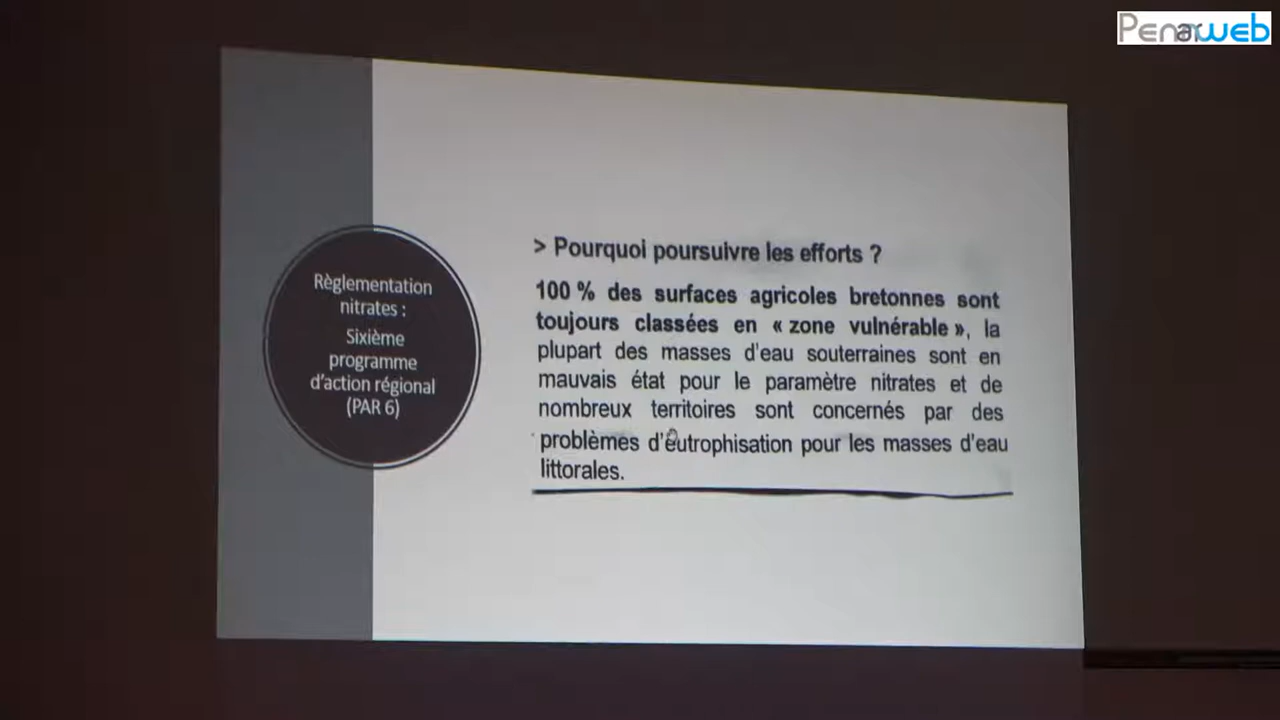 Penarweb
Règlementation
nitrates :
Sixième
programme
d'action régional
(PAR 6)
> Pourquoi poursuivre les efforts ?
100 % des surfaces agricoles bretonnes sont
toujours classées en « zone vulnérable », la
plupart des masses d'eau souterraines sont en
mauvais état pour le paramètre nitrates et de
nombreux territoires sont concernés par des
problèmes d'eutrophisation pour les masses d'eau
littorales.